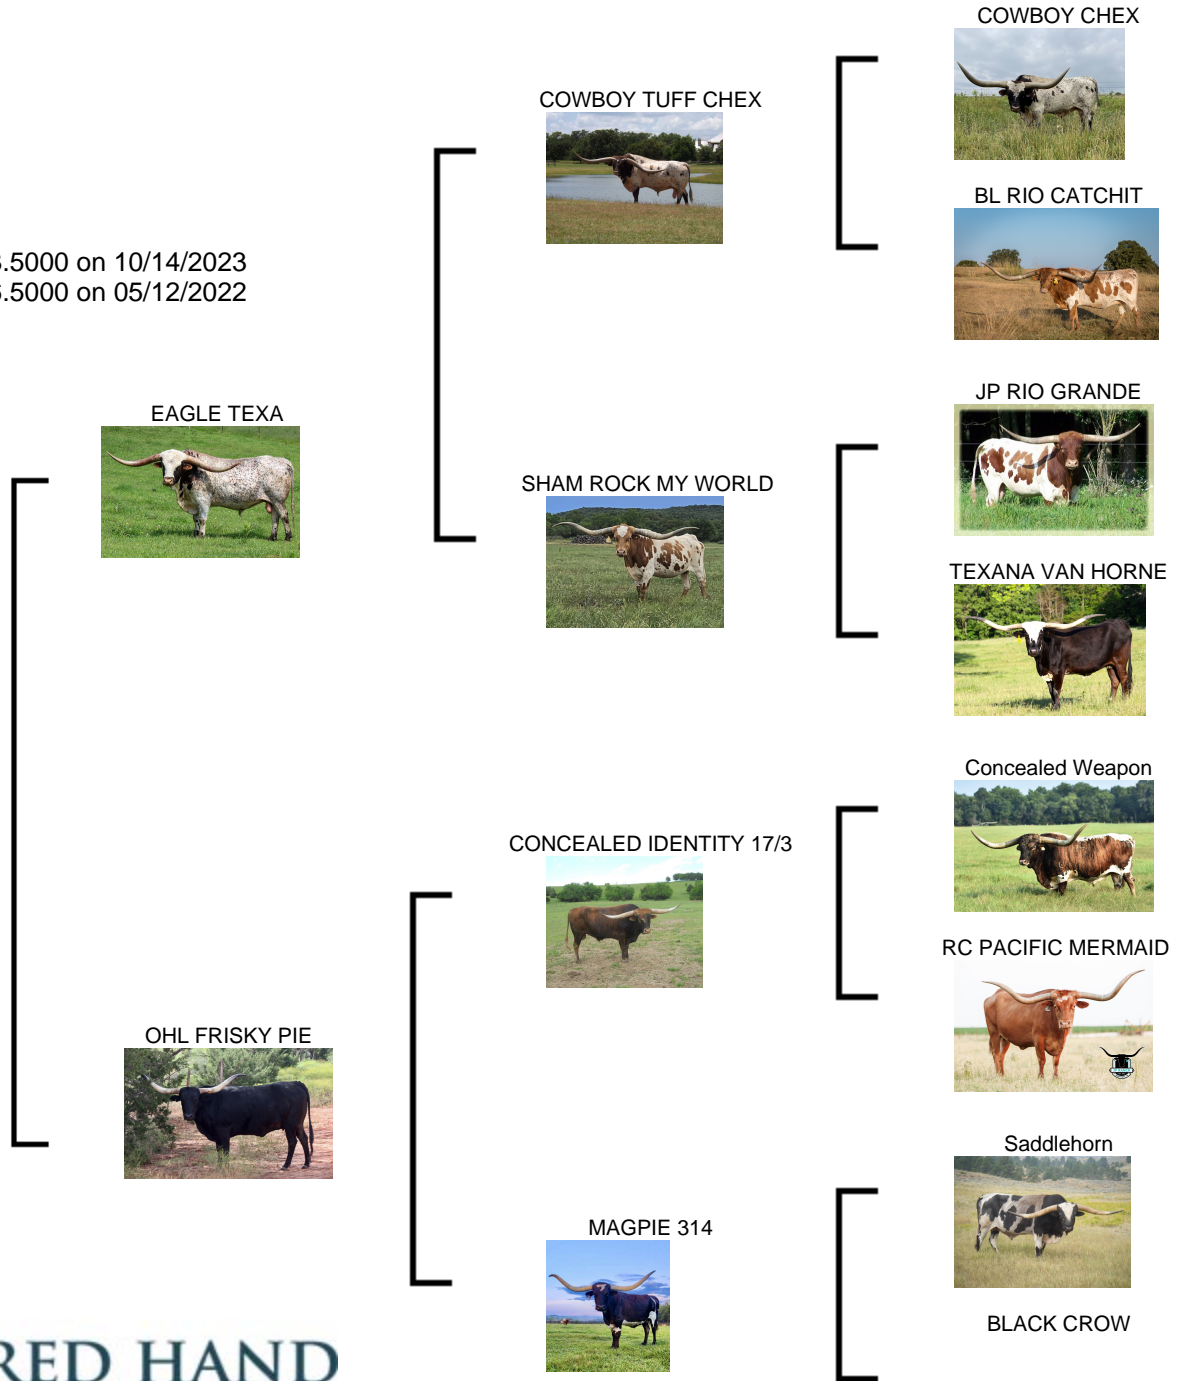 COWBOY CHEX
COWBOY TUFF CHEX
BL RIO CATCHIT
.5000 on 10/14/2023
.5000 on 05/12/2022
JP RIO GRANDE
EAGLE TEXA
SHAM ROCK MY WORLD
TEXANA VAN HORNE
Concealed Weapon
CONCEALED IDENTITY 17/3
RC PACIFIC MERMAID
OHL FRISKY PIE
Saddlehorn
MAGPIE 314
BLACK CROW
RED HAND